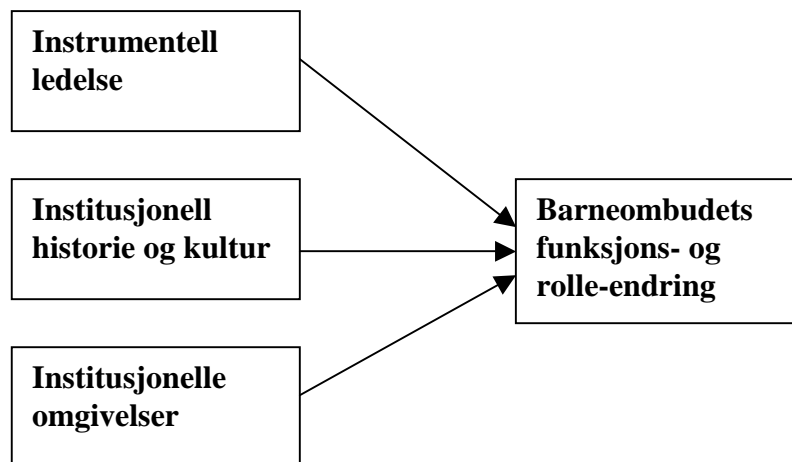 Instrumentell
ledelse
Institusjonell
historie og kultur
Barneombudets
funksjons- og
rolle-endring
Institusjonelle
omgivelser